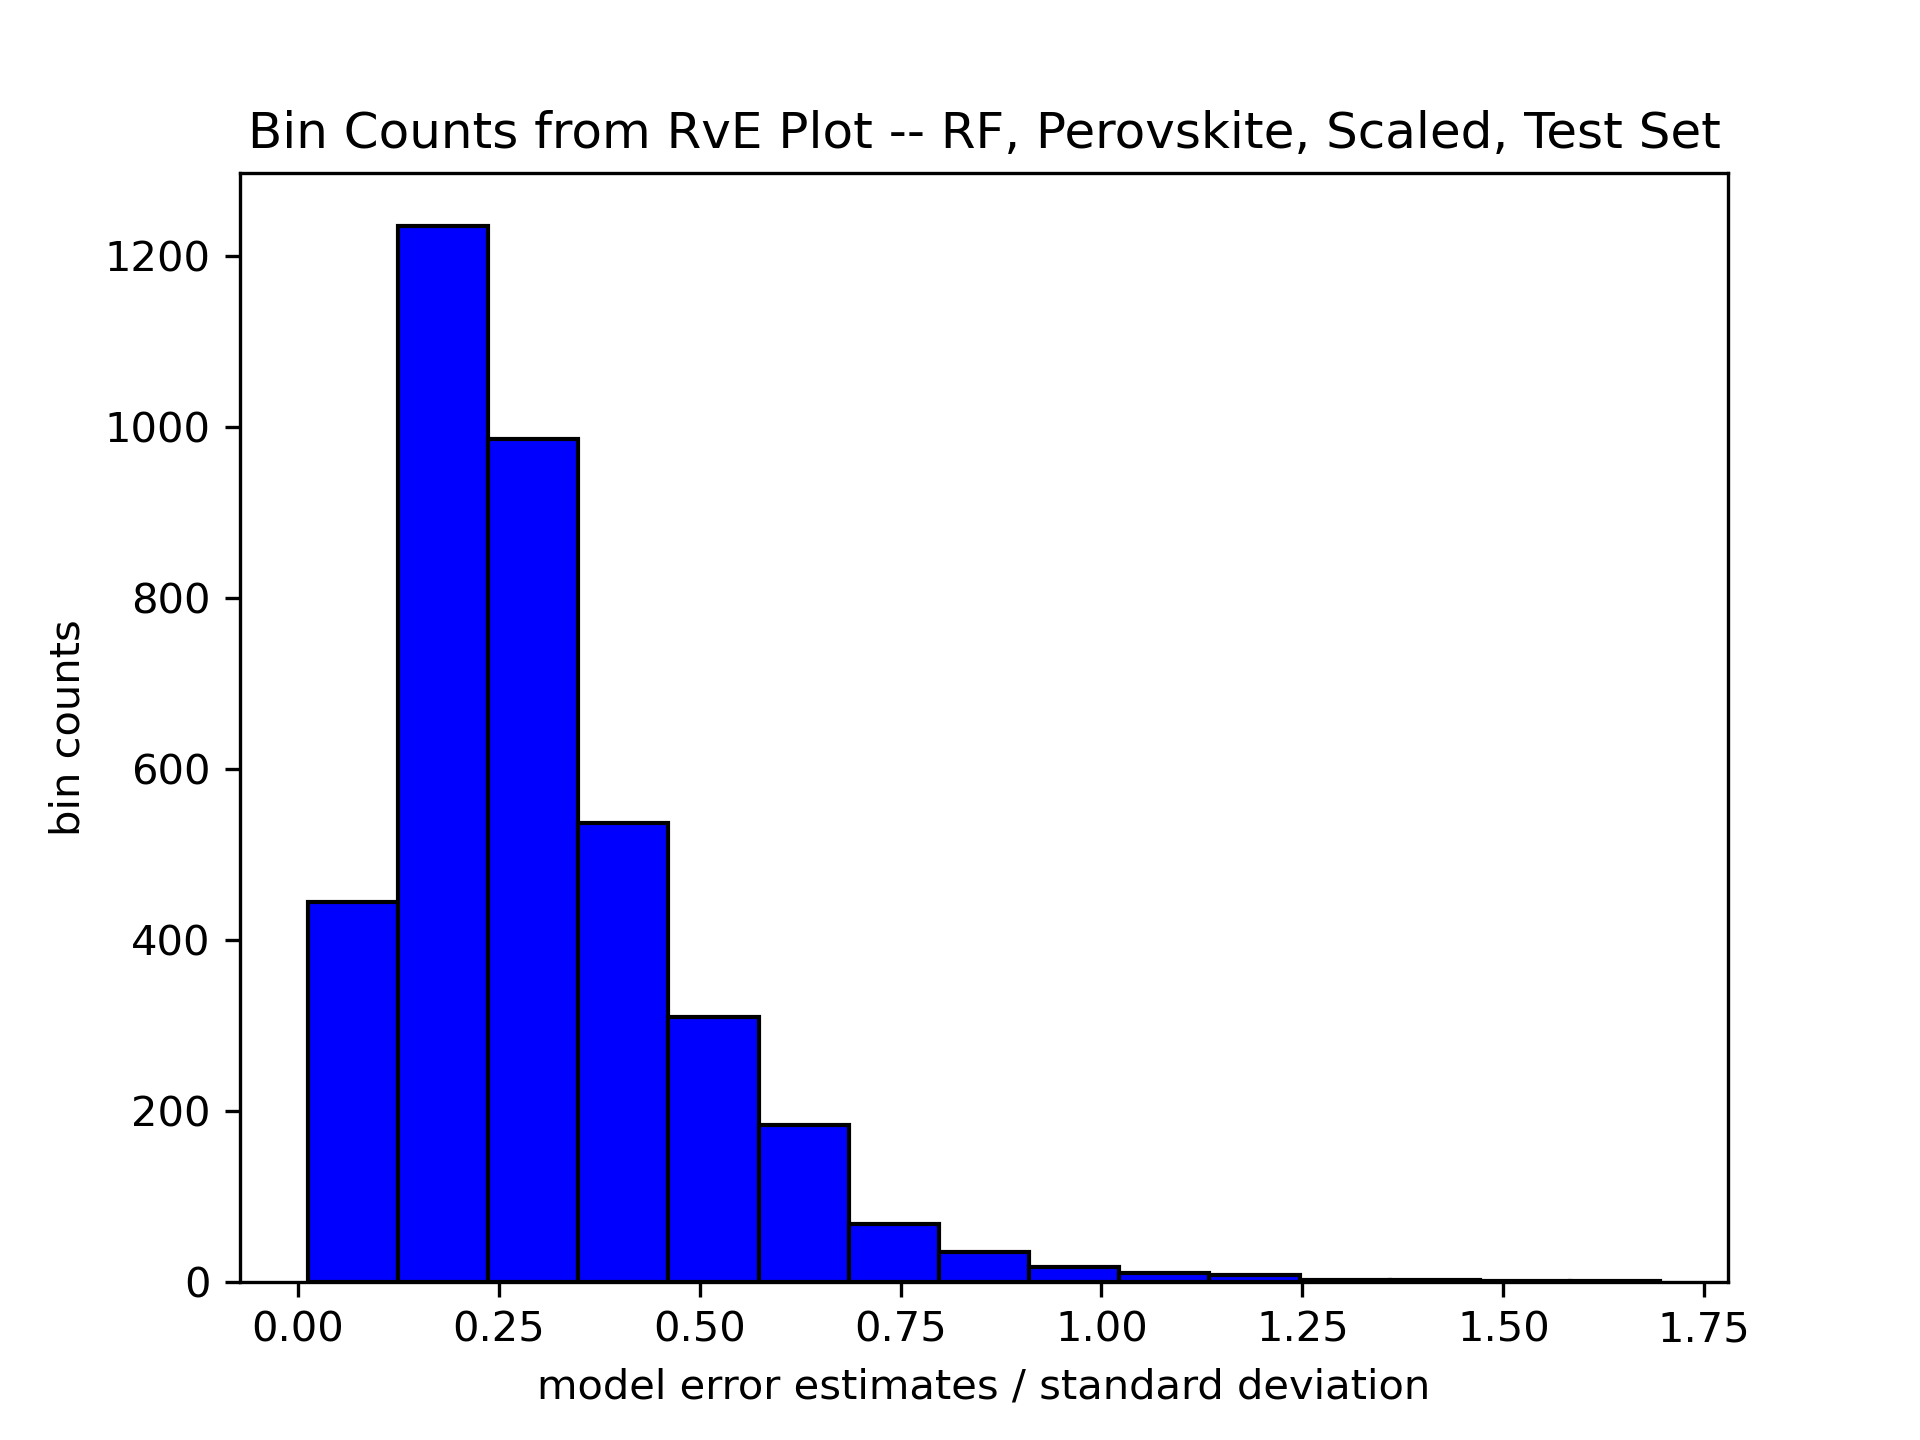 Bin Counts from RvE Plot -- RF, Perovskite, Scaled, Test Set
1200
1000
800
600
400
200
0
bin counts
0.00 0.25 0.50 0.75 1.00 1.25 1.50 1.75
model error estimates / standard deviation